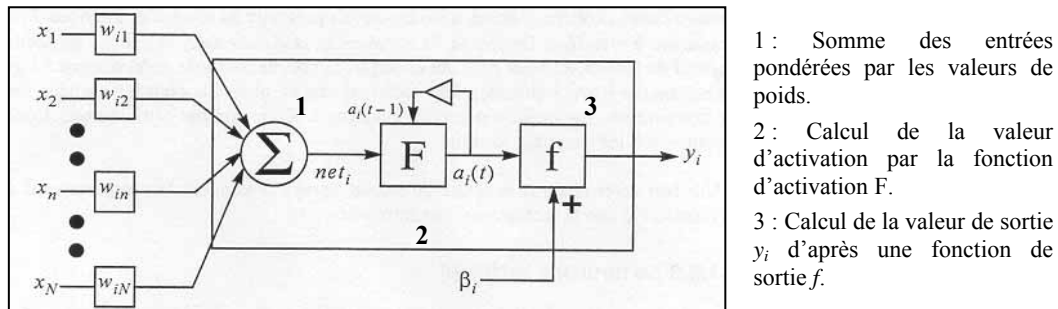 x1 wi1
x2 wi2
xn win
xN wiN
1
Σ
neti
ai(t−1)
F
ai(t)
3
f
yi
+
2
βi
1 : Somme des entrées
pondérées par les valeurs de
poids.
2 : Calcul de la valeur
d’activation par la fonction
d’activation F.
3 : Calcul de la valeur de sortie
yi d’après une fonction de
sortie f.